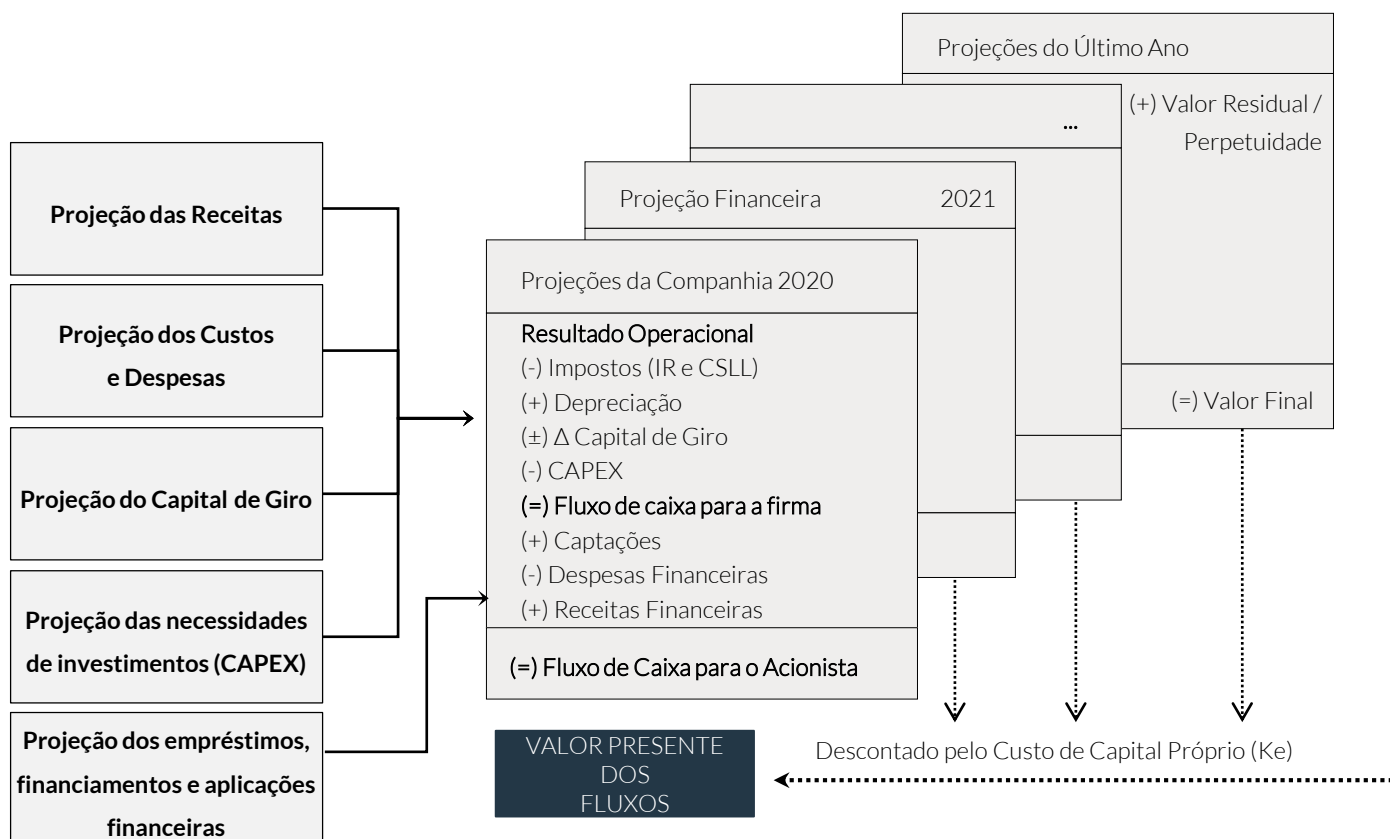 Projeção das Receitas
Projeção dos Custos
e Despesas
Projeção do Capital de Giro
Projeção das necessidades
de investimentos (CAPEX)
Projeção dos empréstimos,
financiamentos e aplicações
financeiras
Projeções da Companhia 2020
Resultado Operacional
(-) Impostos (IR e CSLL)
(+) Depreciação
(±) Δ Capital de Giro
(-) CAPEX
(=) Fluxo de caixa para a firma
(+) Captações
(-) Despesas Financeiras
(+) Receitas Financeiras
(=) Fluxo de Caixa para o Acionista
Projeção Financeira 2021
...
Projeções do Último Ano
(+) Valor Residual /
Perpetuidade
(=) Valor Final
Descontado pelo Custo de Capital Próprio (Ke)
VALOR PRESENTE
DOS
FLUXOS